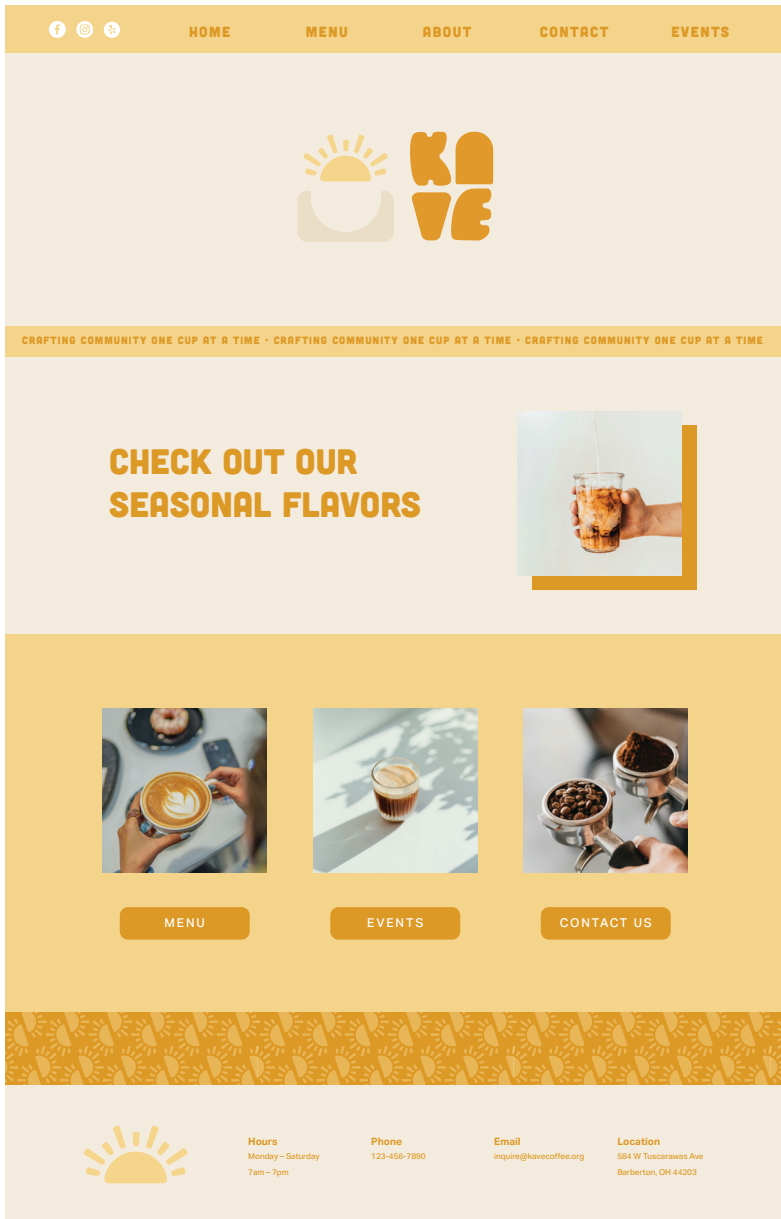 HOME MENU ABOUT CONTACT EVENTS
KA
VE
CRAFTING COMMUNITY ONE CUP AT A TIME • CRAFTING COMMUNITY ONE CUP AT A TIME • CRAFTING COMMUNITY ONE CUP AT A TIME
CHECK OUT OUR
SEASONAL FLAVORS
MENU EVENTS CONTACT US
Hours
Monday – Saturday
7am – 7pm
Phone
123-456-7890
Email
inquire@kavecoffee.org
Location
584 W Tuscarawas Ave
Barberton, OH 44203